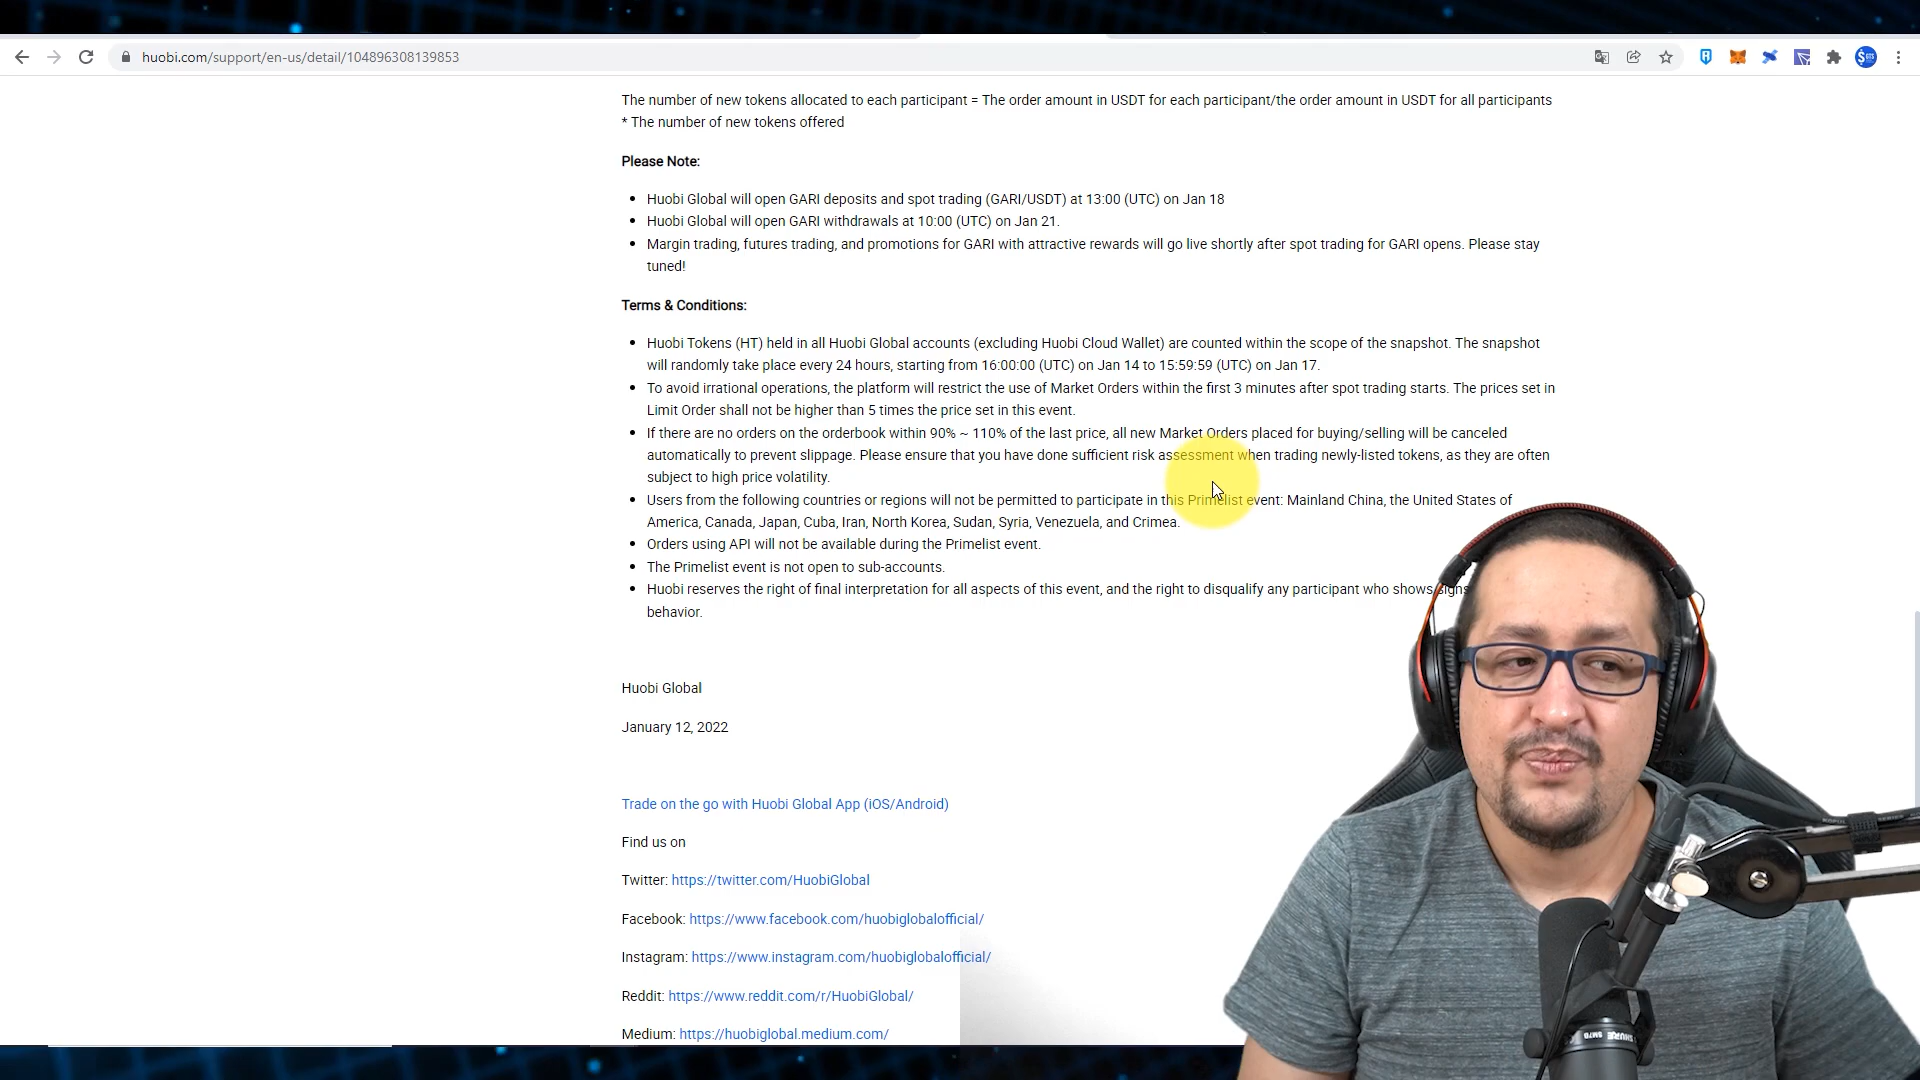 huobi.com/support/en-us/detail/104896308139853
The number of new tokens allocated to each participant = The order amount in USDT for each participant/the order amount in USDT for all participants
* The number of new tokens offered
Please Note:
Huobi Global will open GARI deposits and spot trading (GARI/USDT) at 13:00 (UTC) on Jan 18
Huobi Global will open GARI withdrawals at 10:00 (UTC) on Jan 21.
Margin trading, futures trading, and promotions for GARI with attractive rewards will go live shortly after spot trading for GARI opens. Please stay
tuned!
Terms & Conditions:
Huobi Tokens (HT) held in all Huobi Global accounts (excluding Huobi Cloud Wallet) are counted within the scope of the snapshot. The snapshot
will randomly take place every 24 hours, starting from 16:00:00 (UTC) on Jan 14 to 15:59:59 (UTC) on Jan 17.
To avoid irrational operations, the platform will restrict the use of Market Orders within the first 3 minutes after spot trading starts. The prices set in
Limit Order shall not be higher than 5 times the price set in this event.
If there are no orders on the orderbook within 90% ~ 110% of the last price, all new Market Orders placed for buying/selling will be canceled
automatically to prevent slippage. Please ensure that you have done sufficient risk assessment when trading newly-listed tokens, as they are often
subject to high price volatility.
Users from the following countries or regions will not be permitted to participate in this Primelist event: Mainland China, the United States of
America, Canada, Japan, Cuba, Iran, North Korea, Sudan, Syria, Venezuela, and Crimea.
Orders using API will not be available during the Primelist event.
The Primelist event is not open to sub-accounts.
Huobi reserves the right of final interpretation for all aspects of this event, and the right to disqualify any participant who shows signs
behavior.
Huobi Global
January 12, 2022
Trade on the go with Huobi Global App (iOS/Android)
Find us on
Twitter: https://twitter.com/HuobiGlobal
Facebook: https://www.facebook.com/huobiglobalofficial/
Instagram: https://www.instagram.com/huobiglobalofficial/
Reddit: https://www.reddit.com/r/HuobiGlobal/
Medium: https://huobiglobal.medium.com/
SHURE
SM7B